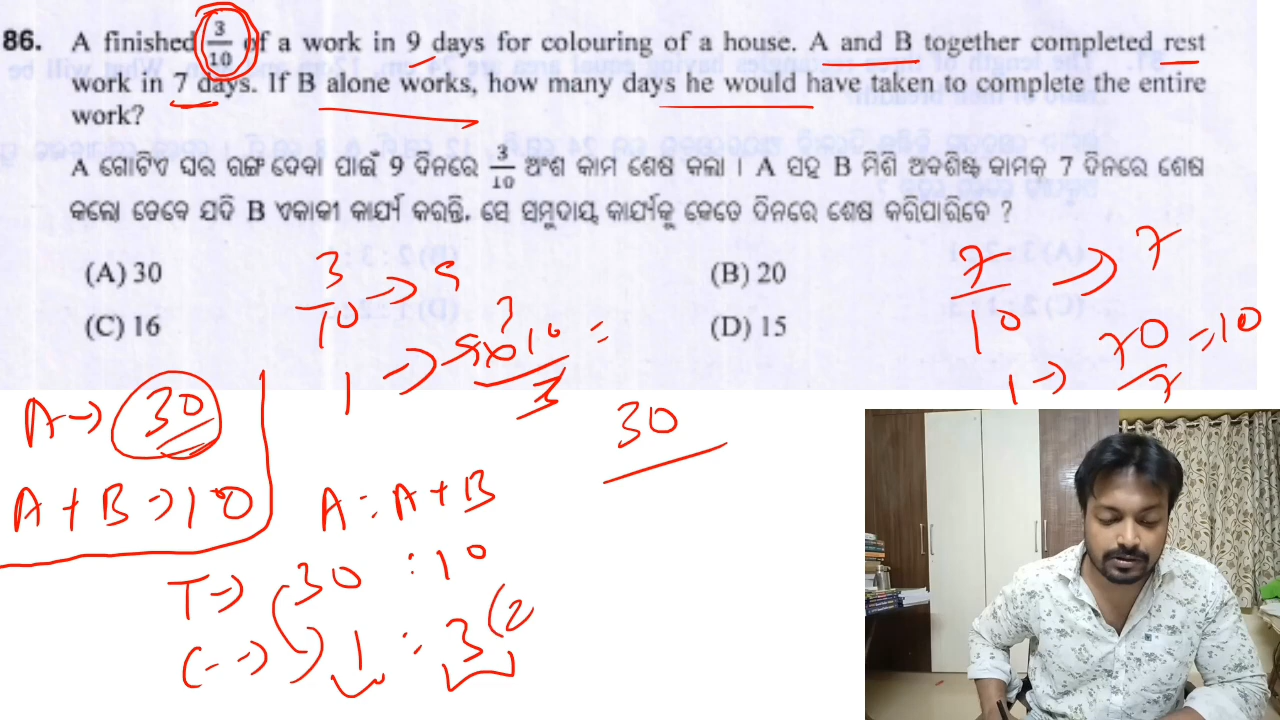 86. A finished 3/10 of a work in 9 days for colouring of a house. A and B together completed rest
work in 7 days. If B alone works, how many days he would have taken to complete the entire
work?
A ଗୋଟିଏ ଘର ରଙ୍ଗ ଦେବା ପାଇଁ 9 ଦିନରେ 3/10 ଅଂଶ କାମ ଶେଷ କଲା । A ସହ B ମିଶି ଅବଶିଷ୍ଟ କାମକୁ 7 ଦିନରେ ଶେଷ
କଲେ ତେବେ ଯଦି B ଏକାକୀ କାର୍ଯ୍ୟ କରନ୍ତି, ସେ ସମୁଦାୟ କାର୍ଯ୍ୟକୁ କେତେ ଦିନରେ ଶେଷ କରିପାରିବେ ?
(A) 30 (B) 20
(C) 16 (D) 15
3/10 → 9
1 → 9×10/3 =
30
7/10 → 7
1 → 70/7 = 10
A → 30
A + B → 10
A : A + B
T → 30 : 10
1 : 3 (2